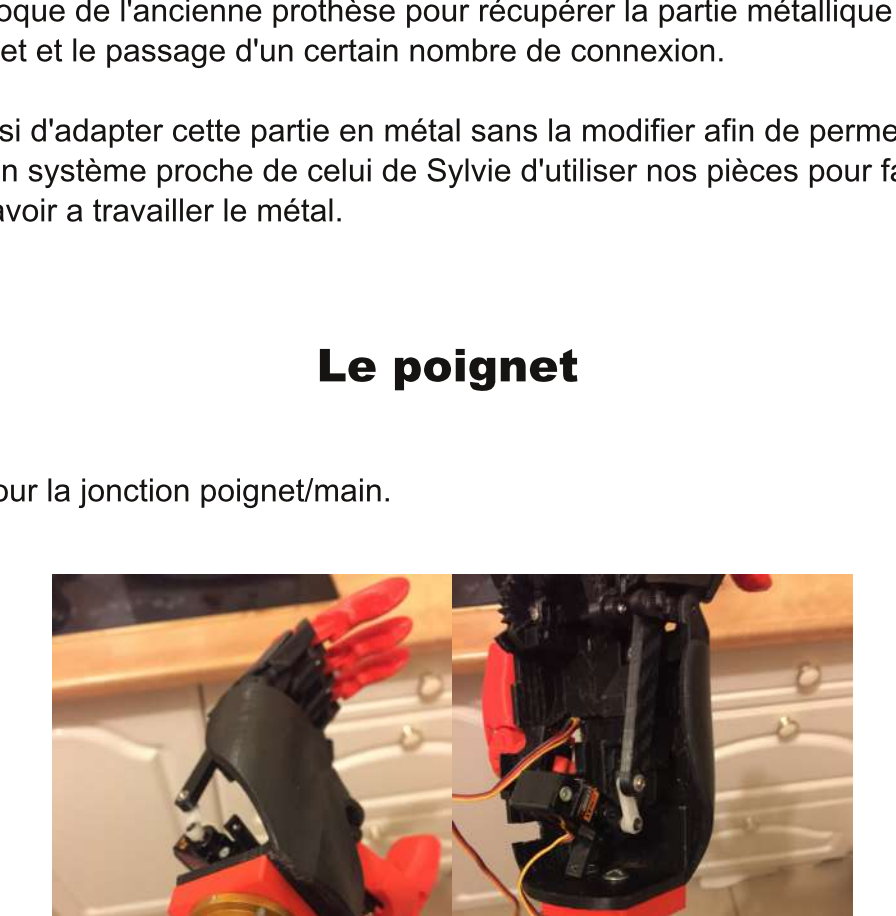 oque de l'ancienne prothèse pour récupérer la partie métallique
et et le passage d'un certain nombre de connexion.
si d'adapter cette partie en métal sans la modifier afin de perme
n système proche de celui de Sylvie d'utiliser nos pièces pour fa
avoir a travailler le métal.
Le poignet
our la jonction poignet/main.